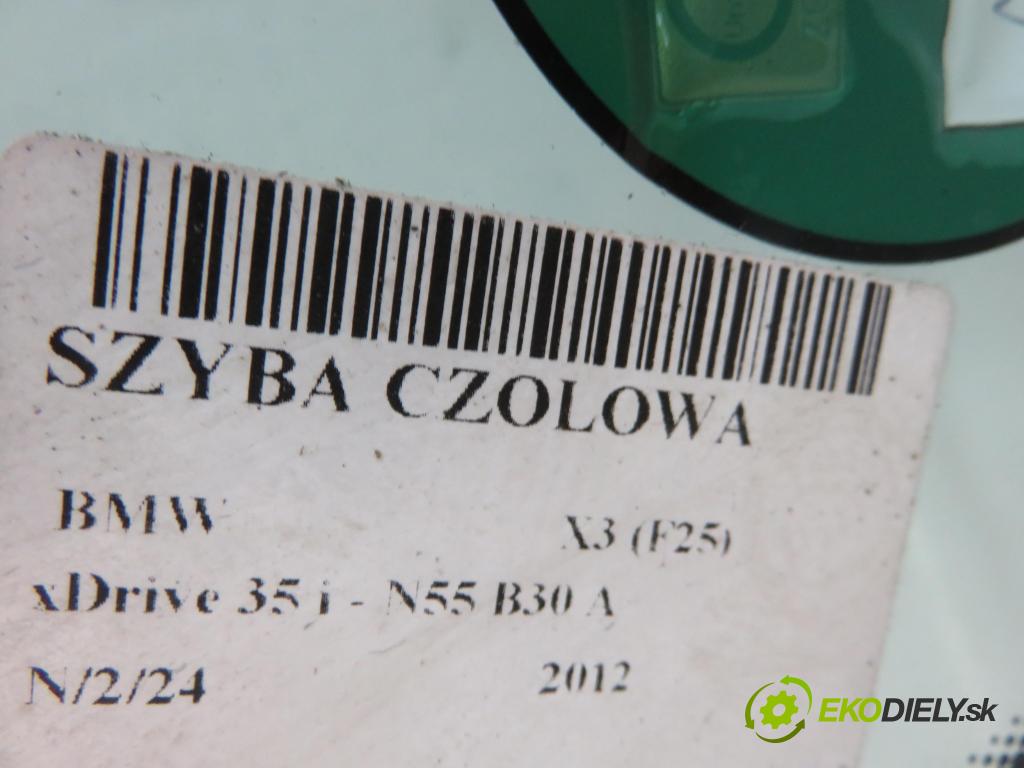 SZYBA CZOLOWA
BMW X3 (F25)
xDrive 35 i - N55 B30 A
N/2/24 2012
EKODIELY.sk